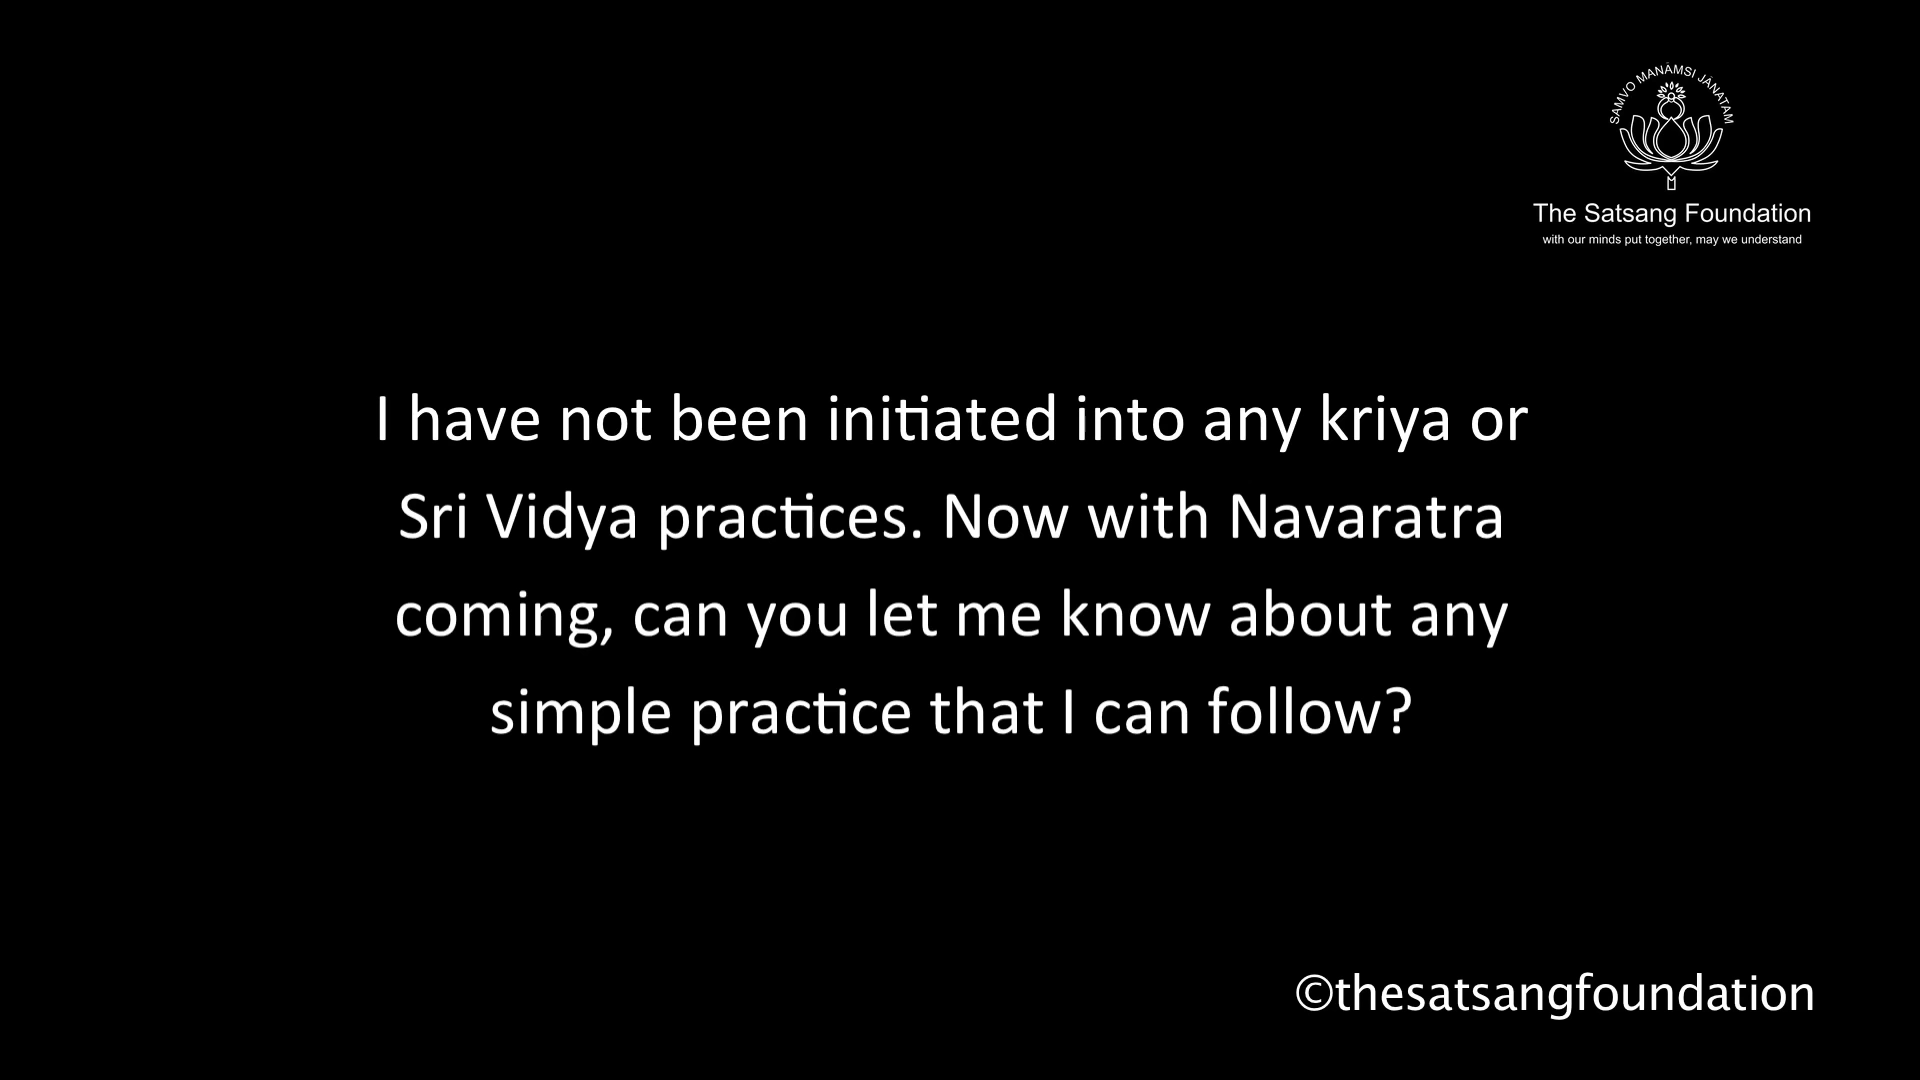 SAMVO MANĀMSI JĀNATAM
The Satsang Foundation
with our minds put together, may we understand
I have not been initiated into any kriya or
Sri Vidya practices. Now with Navaratra
coming, can you let me know about any
simple practice that I can follow?
©thesatsangfoundation